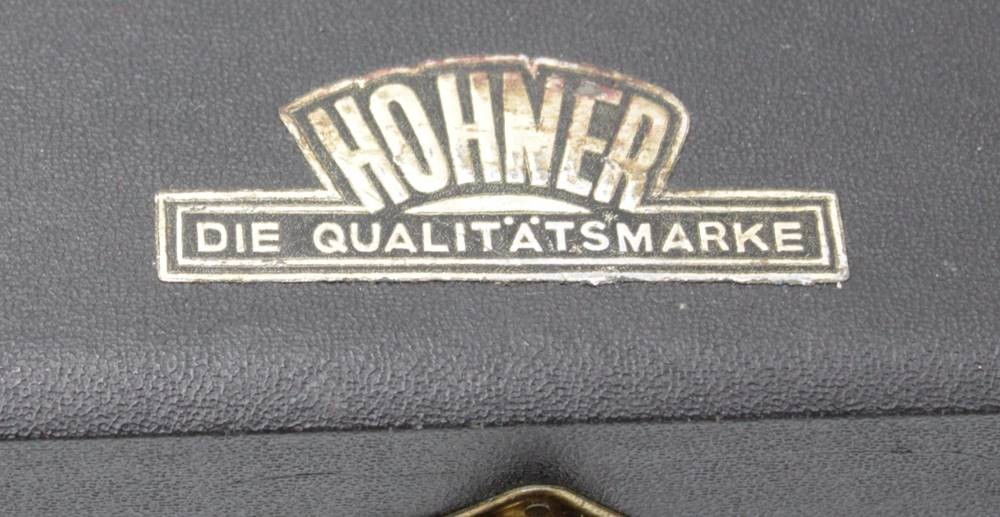 HOHNER
DIE QUALITÄTSMARKE